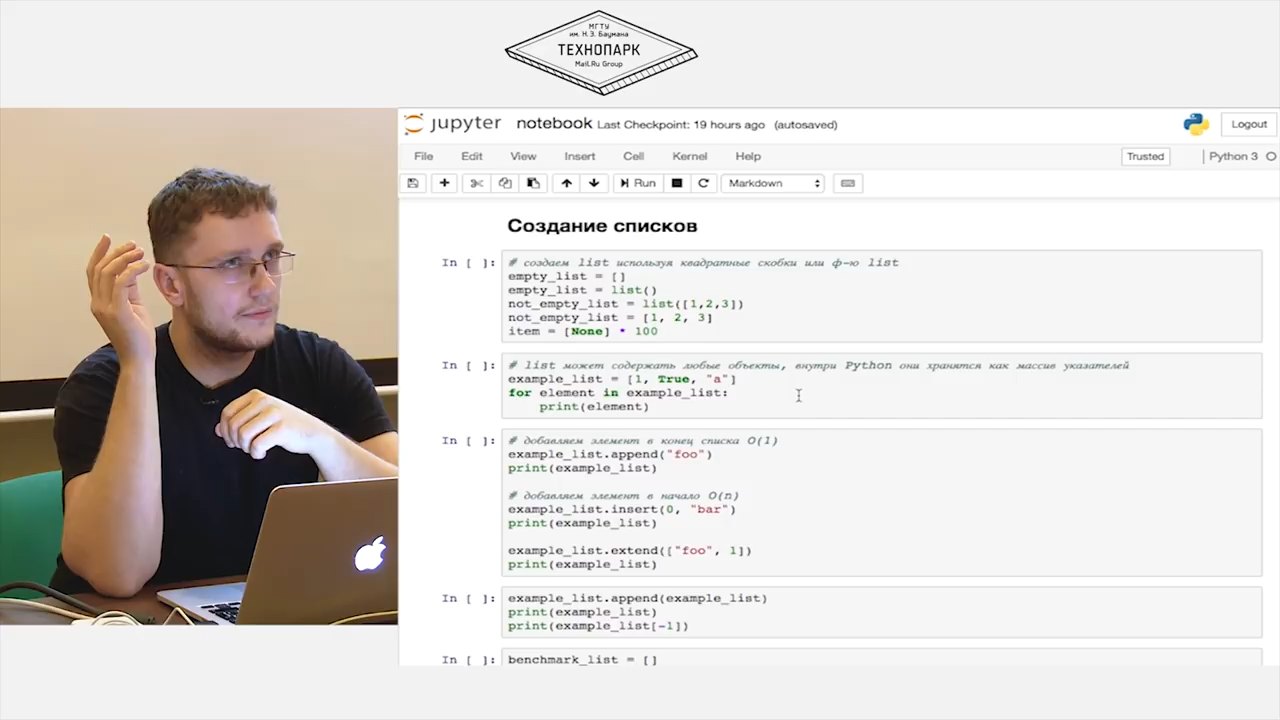 МГТУ
им. Н.Э. Баумана
ТЕХНОПАРК
Mail.Ru Group
jupyter notebook Last Checkpoint: 19 hours ago (autosaved)
Logout
File Edit View Insert Cell Kernel Help
Trusted
Python 3
Run
Markdown
Создание списков
In [ ]:
# создаем list используя квадратные скобки или ф-ю list
empty_list = []
empty_list = list()
not_empty_list = list([1,2,3])
not_empty_list = [1, 2, 3]
item = [None] * 100
In [ ]:
# list может содержать любые объекты, внутри Python они хранятся как массив указателей
example_list = [1, True, "a"]
for element in example_list:
    print(element)
In [ ]:
# добавляем элемент в конец списка O(1)
example_list.append("foo")
print(example_list)
# добавляем элемент в начало O(n)
example_list.insert(0, "bar")
print(example_list)
example_list.extend(["foo", 1])
print(example_list)
In [ ]:
example_list.append(example_list)
print(example_list)
print(example_list[-1])
In [ ]:
benchmark_list = []